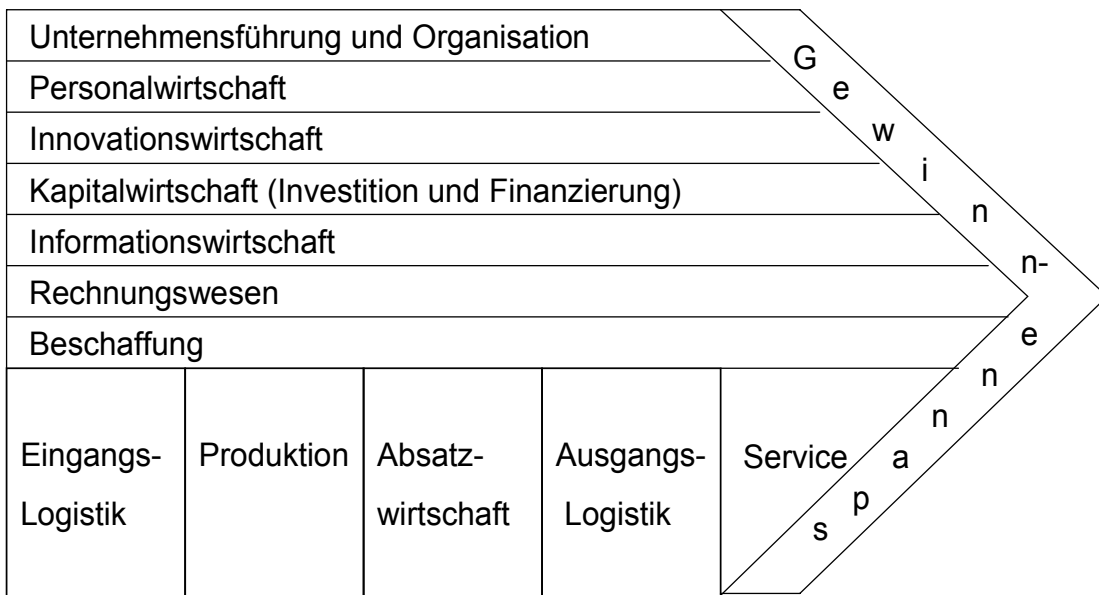 Unternehmensführung und Organisation
Personalwirtschaft
Innovationswirtschaft
Kapitalwirtschaft (Investition und Finanzierung)
Informationswirtschaft
Rechnungswesen
Beschaffung
Eingangs-
Logistik
Produktion
Absatz-
wirtschaft
Ausgangs-
Logistik
Service
Gewinn-
spannne